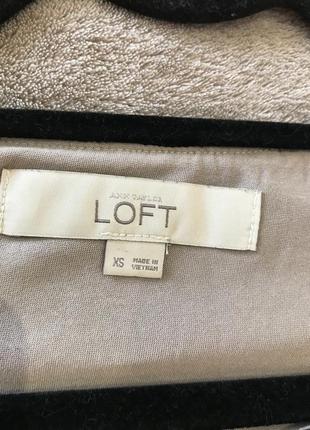 ANN TAYLOR
LOFT
XS MADE IN
VIETNAM